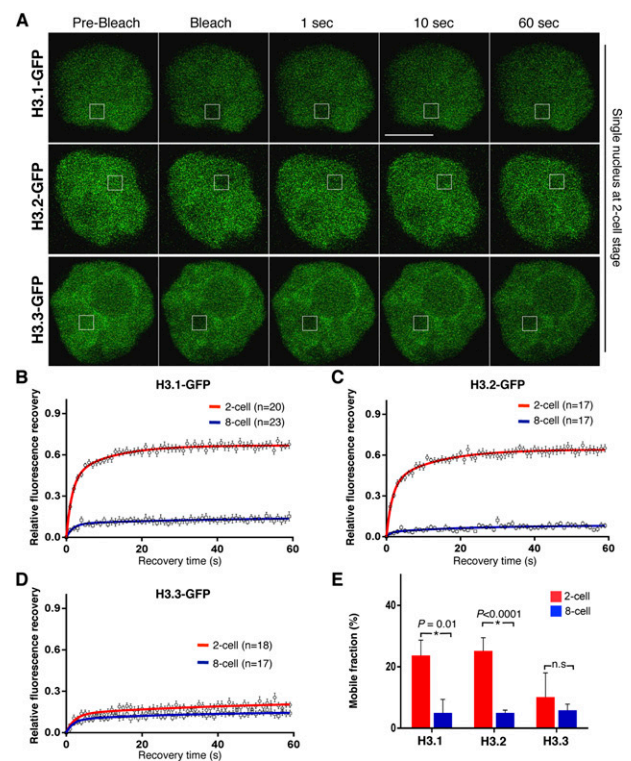 A
Pre-Bleach Bleach 1 sec 10 sec 60 sec
H3.1-GFP
H3.2-GFP
H3.3-GFP
Single nucleus at 2-cell stage
B
H3.1-GFP
Relative fluorescence recovery
0.9
0.6
0.3
0.0
2-cell (n=20)
8-cell (n=23)
0 20 40 60
Recovery time (s)
C
H3.2-GFP
Relative fluorescence recovery
0.9
0.6
0.3
0.0
2-cell (n=17)
8-cell (n=17)
0 20 40 60
Recovery time (s)
D
H3.3-GFP
Relative fluorescence recovery
0.9
0.6
0.3
0.0
2-cell (n=18)
8-cell (n=17)
0 20 40 60
Recovery time (s)
E
Mobile fraction (%)
40
20
0
2-cell
8-cell
P = 0.01
*
P<0.0001
*
n.s
H3.1 H3.2 H3.3